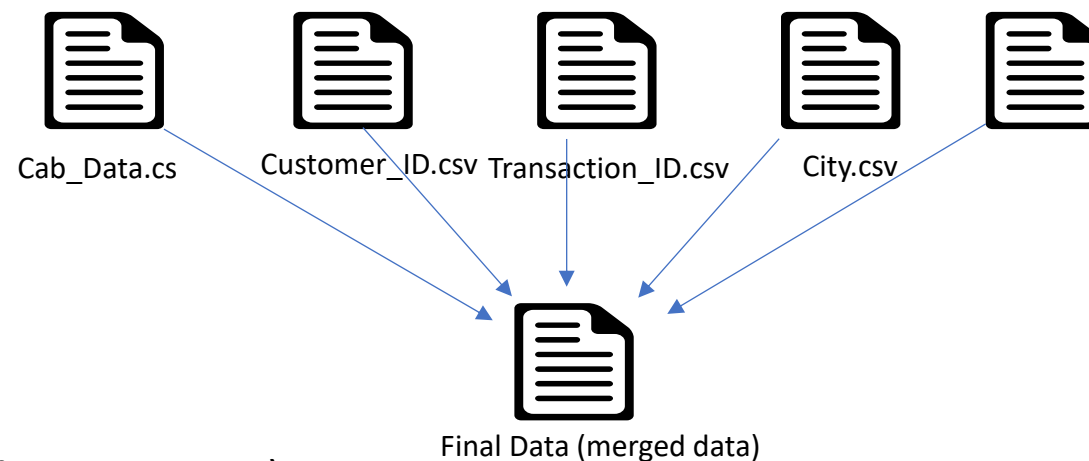 Cab_Data.cs
Customer_ID.csv
Transaction_ID.csv
City.csv
Final Data (merged data)